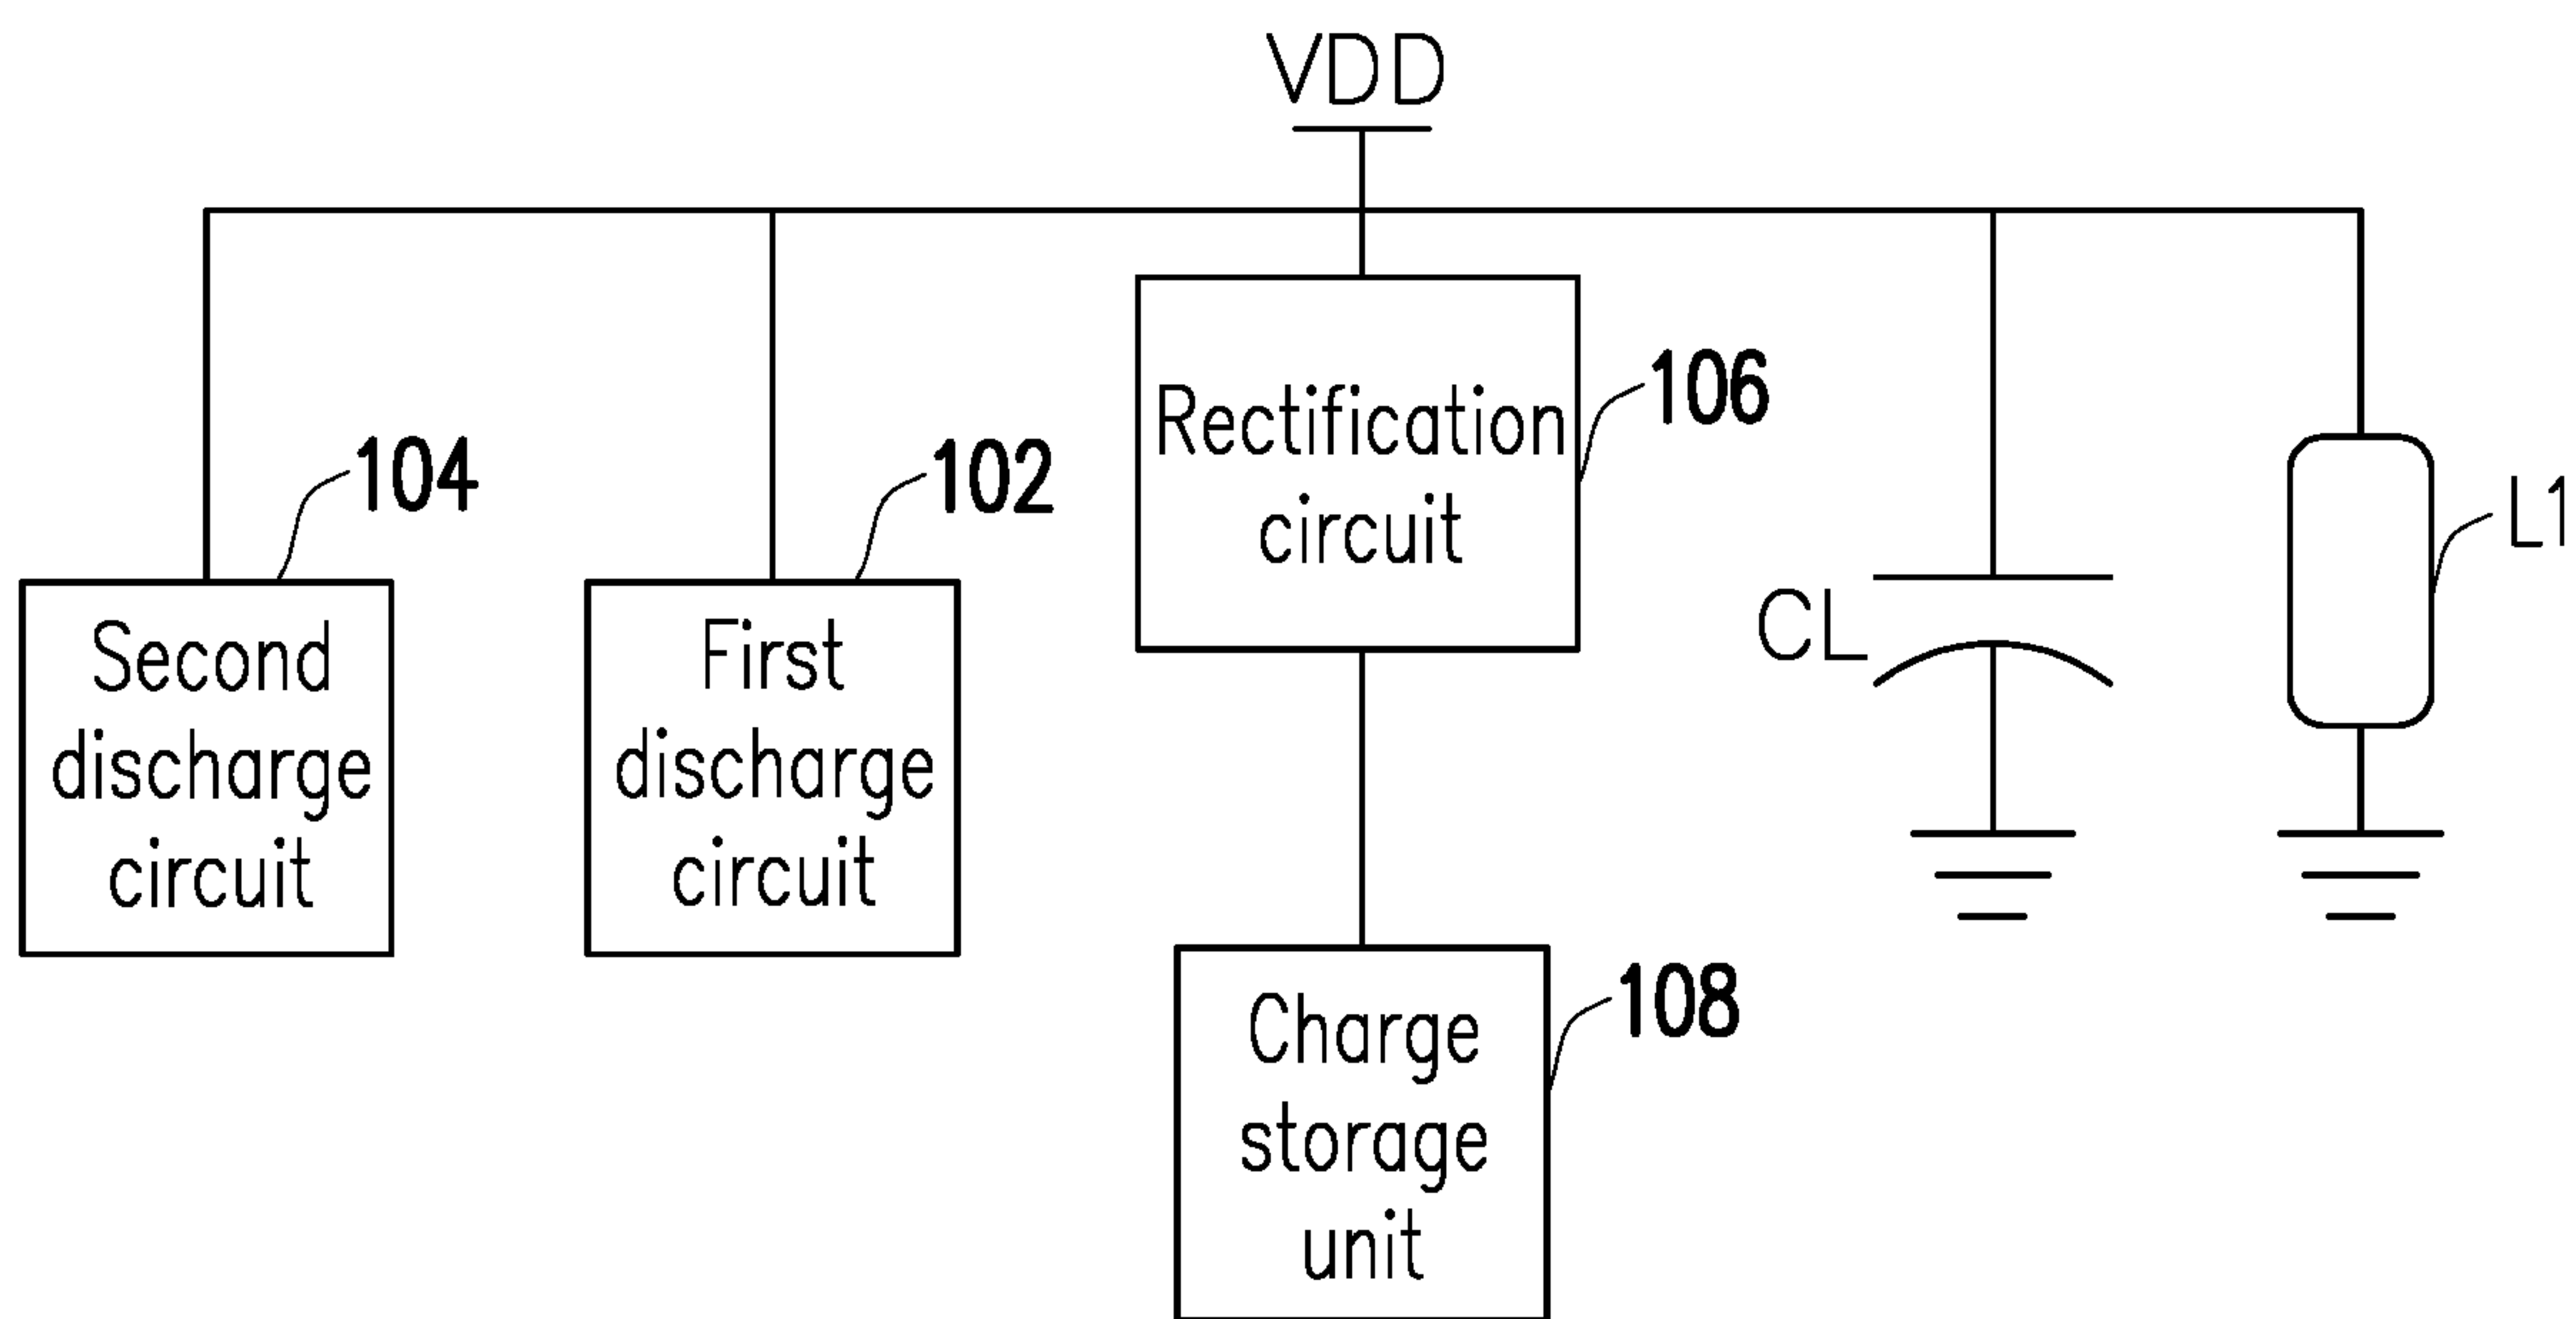 VDD
104
Second
discharge
circuit
102
First
discharge
circuit
106
Rectification
circuit
108
Charge
storage
unit
CL
L1